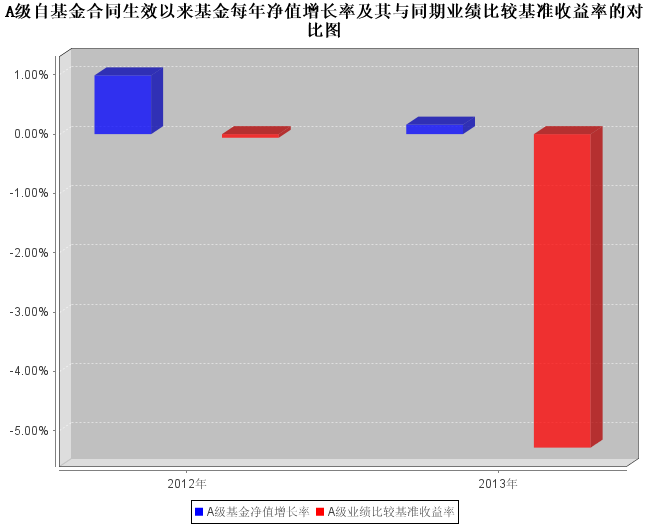 A级自基金合同生效以来基金每年净值增长率及其与同期业绩比较基准收益率的对
比图
1.00%
0.00%
-1.00%
-2.00%
-3.00%
-4.00%
-5.00%
2012年
2013年
A级基金净值增长率
A级业绩比较基准收益率